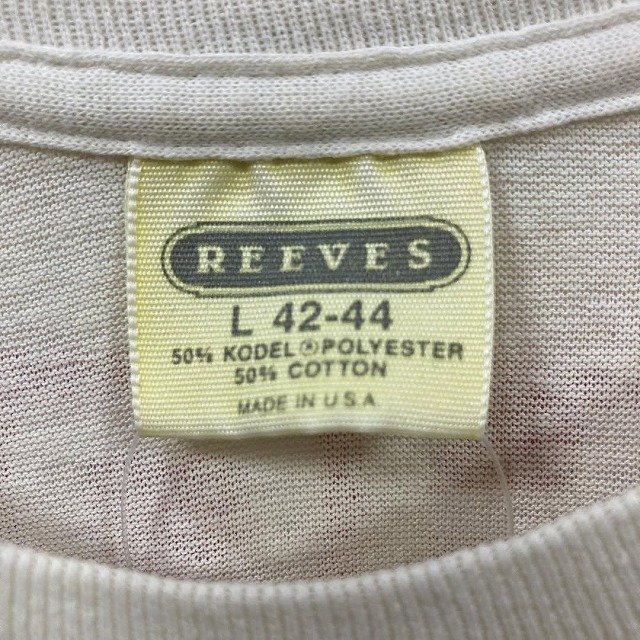 REEVES
L 42-44
50% KODEL® POLYESTER
50% COTTON
MADE IN U.S.A